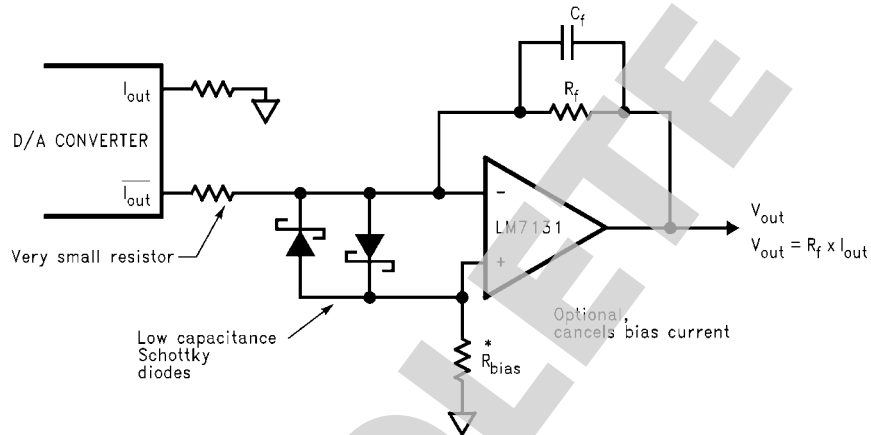 C_f
R_f
I_out
D/A CONVERTER
I_out
Very small resistor
−
LM7131
+
V_out
V_out = R_f x I_out
Low capacitance
Schottky
diodes
*
R_bias
Optional,
cancels bias current
OLETE